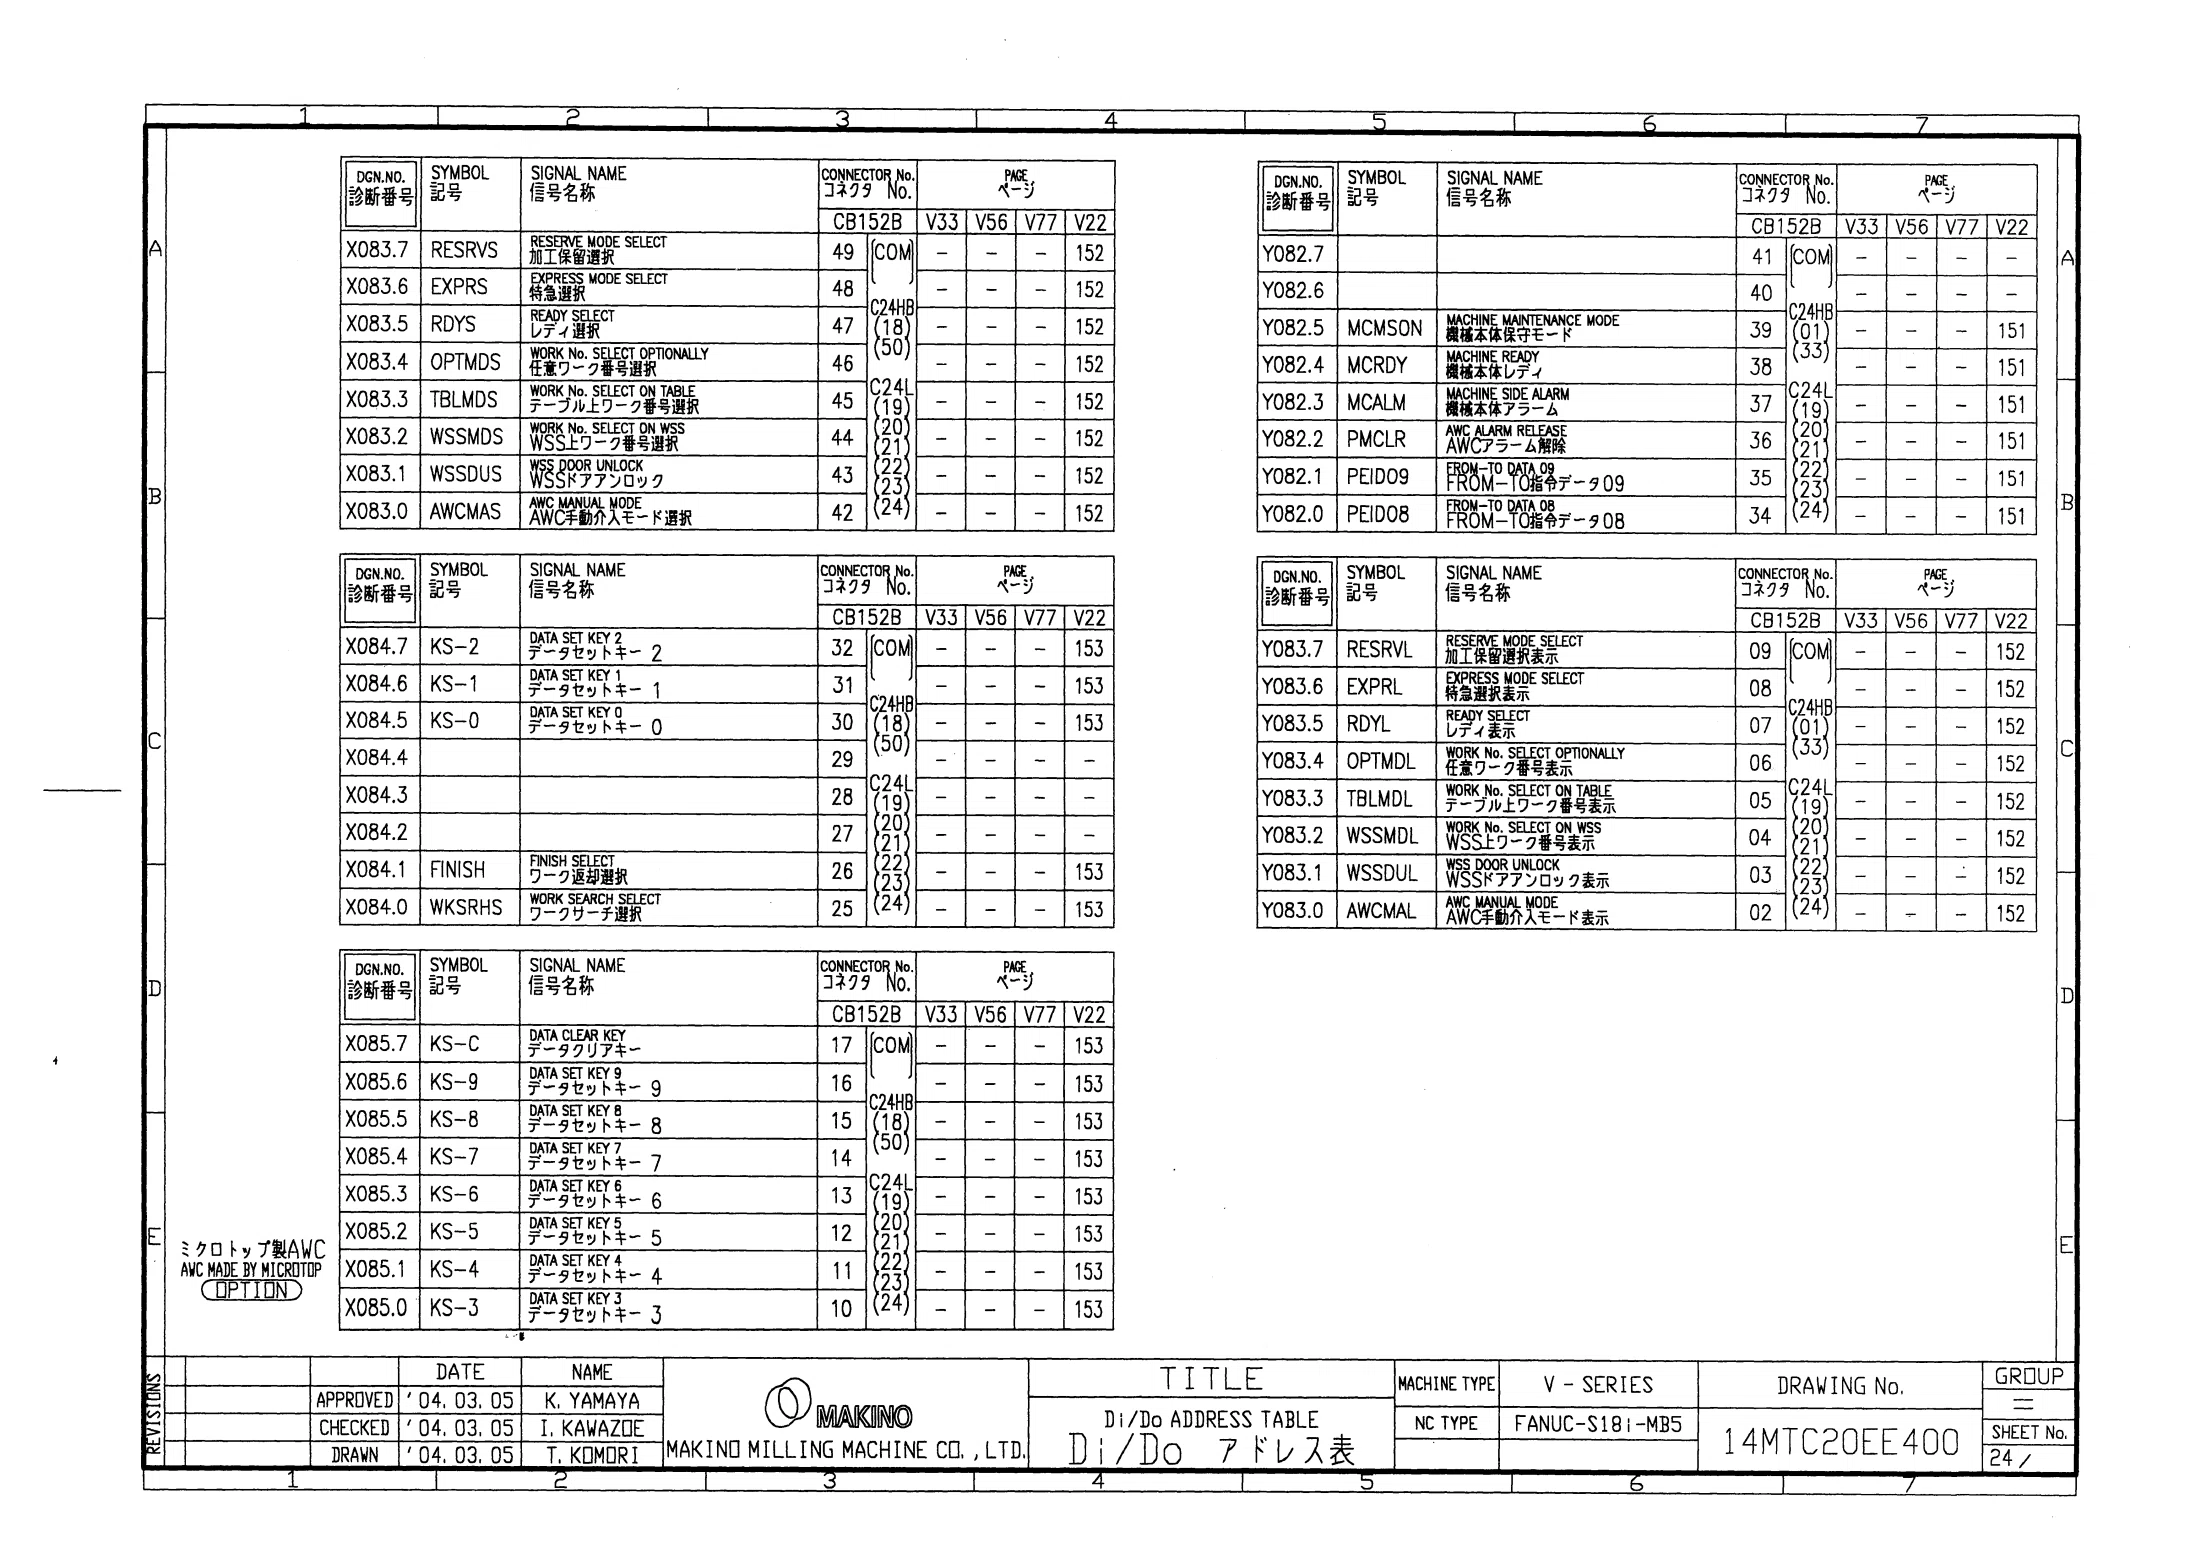 1 2 3 4 5 6 7
A
B
C
D
E
DGN.NO. SYMBOL SIGNAL NAME CONNECTOR No. PAGE
診断番号 記号 信号名称 コネクタ No. ページ
CB152B V33 V56 V77 V22
X083.7 RESRVS RESERVE MODE SELECT 49 (COM) - - - 152
加工保留選択
X083.6 EXPRS EXPRESS MODE SELECT 48 - - - 152
特急選択
C24HB
X083.5 RDYS READY SELECT 47 (18) - - - 152
レディ選択
(50)
X083.4 OPTMDS WORK No. SELECT OPTIONALLY 46 - - - 152
任意ワーク番号選択
C24L
X083.3 TBLMDS WORK No. SELECT ON TABLE 45 (19) - - - 152
テーブル上ワーク番号選択
(20)
X083.2 WSSMDS WORK No. SELECT ON WSS 44 (21) - - - 152
WSS上ワーク番号選択
(22)
X083.1 WSSDUS WSS DOOR UNLOCK 43 (23) - - - 152
WSSドアアンロック
X083.0 AWCMAS AWC MANUAL MODE 42 (24) - - - 152
AWC手動介入モード選択
DGN.NO. SYMBOL SIGNAL NAME CONNECTOR No. PAGE
診断番号 記号 信号名称 コネクタ No. ページ
CB152B V33 V56 V77 V22
X084.7 KS-2 DATA SET KEY 2 32 (COM) - - - 153
データセットキー 2
X084.6 KS-1 DATA SET KEY 1 31 - - - 153
データセットキー 1
C24HB
X084.5 KS-0 DATA SET KEY 0 30 (18) - - - 153
データセットキー 0
(50)
X084.4 29 - - - -
C24L
X084.3 28 (19) - - - -
(20)
X084.2 27 (21) - - - -
(22)
X084.1 FINISH FINISH SELECT 26 (23) - - - 153
ワーク返却選択
X084.0 WKSRHS WORK SEARCH SELECT 25 (24) - - - 153
ワークサーチ選択
DGN.NO. SYMBOL SIGNAL NAME CONNECTOR No. PAGE
診断番号 記号 信号名称 コネクタ No. ページ
CB152B V33 V56 V77 V22
X085.7 KS-C DATA CLEAR KEY 17 (COM) - - - 153
データクリアキー
X085.6 KS-9 DATA SET KEY 9 16 - - - 153
データセットキー 9
C24HB
X085.5 KS-8 DATA SET KEY 8 15 (18) - - - 153
データセットキー 8
(50)
X085.4 KS-7 DATA SET KEY 7 14 - - - 153
データセットキー 7
C24L
X085.3 KS-6 DATA SET KEY 6 13 (19) - - - 153
データセットキー 6
(20)
X085.2 KS-5 DATA SET KEY 5 12 (21) - - - 153
データセットキー 5
(22)
X085.1 KS-4 DATA SET KEY 4 11 (23) - - - 153
データセットキー 4
X085.0 KS-3 DATA SET KEY 3 10 (24) - - - 153
データセットキー 3
ミクロトップ製AWC
AWC MADE BY MICROTOP
OPTION
DGN.NO. SYMBOL SIGNAL NAME CONNECTOR No. PAGE
診断番号 記号 信号名称 コネクタ No. ページ
CB152B V33 V56 V77 V22
Y082.7 41 (COM) - - - -
Y082.6 40 - - - -
C24HB
Y082.5 MCMSON MACHINE MAINTENANCE MODE 39 (01) - - - 151
機械本体保守モード
(33)
Y082.4 MCRDY MACHINE READY 38 - - - 151
機械本体レディ
C24L
Y082.3 MCALM MACHINE SIDE ALARM 37 (19) - - - 151
機械本体アラーム
(20)
Y082.2 PMCLR AWC ALARM RELEASE 36 (21) - - - 151
AWCアラーム解除
(22)
Y082.1 PEID09 FROM-TO DATA 09 35 (23) - - - 151
FROM-TO指令データ09
Y082.0 PEID08 FROM-TO DATA 08 34 (24) - - - 151
FROM-TO指令データ08
DGN.NO. SYMBOL SIGNAL NAME CONNECTOR No. PAGE
診断番号 記号 信号名称 コネクタ No. ページ
CB152B V33 V56 V77 V22
Y083.7 RESRVL RESERVE MODE SELECT 09 (COM) - - - 152
加工保留選択表示
Y083.6 EXPRL EXPRESS MODE SELECT 08 - - - 152
特急選択表示
C24HB
Y083.5 RDYL READY SELECT 07 (01) - - - 152
レディ表示
(33)
Y083.4 OPTMDL WORK No. SELECT OPTIONALLY 06 - - - 152
任意ワーク番号表示
C24L
Y083.3 TBLMDL WORK No. SELECT ON TABLE 05 (19) - - - 152
テーブル上ワーク番号表示
(20)
Y083.2 WSSMDL WORK No. SELECT ON WSS 04 (21) - - - 152
WSS上ワーク番号表示
(22)
Y083.1 WSSDUL WSS DOOR UNLOCK 03 (23) - - - 152
WSSドアアンロック表示
Y083.0 AWCMAL AWC MANUAL MODE 02 (24) - - - 152
AWC手動介入モード表示
A
B
C
D
E
REVISIONS
DATE NAME
APPROVED '04.03.05 K. YAMAYA
CHECKED '04.03.05 I. KAWAZOE
DRAWN '04.03.05 T. KOMORI
MAKINO
MAKINO MILLING MACHINE CO.,LTD.
TITLE
Di/Do ADDRESS TABLE
Di/Do アドレス表
MACHINE TYPE V - SERIES
NC TYPE FANUC-S18i-MB5
DRAWING No.
14MTC20EE400
GROUP
=
SHEET No.
24/
1 2 3 4 5 6 7